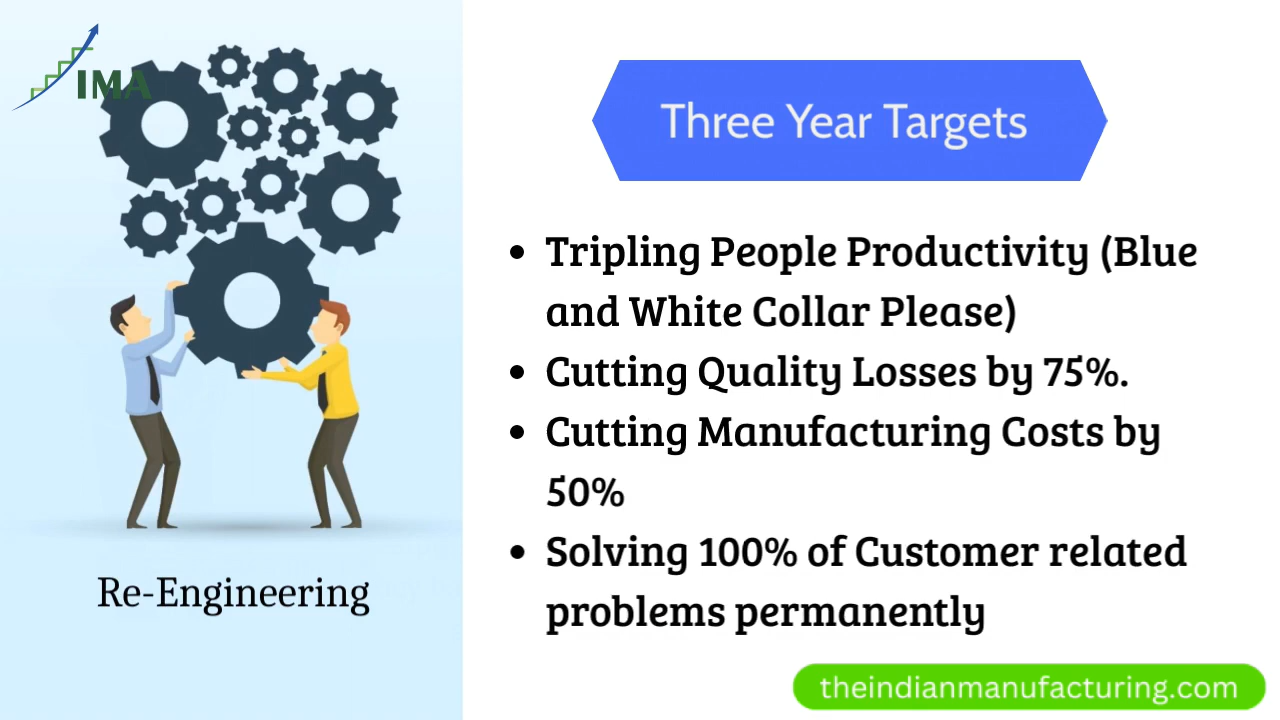 IMA
Three Year Targets
• Tripling People Productivity (Blue
and White Collar Please)
• Cutting Quality Losses by 75%.
• Cutting Manufacturing Costs by
50%
• Solving 100% of Customer related
problems permanently
Re-Engineering
theindianmanufacturing.com